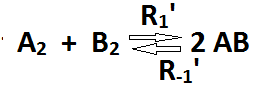 R₁'
A₂ + B₂ ⇌ 2 AB
R₋₁'